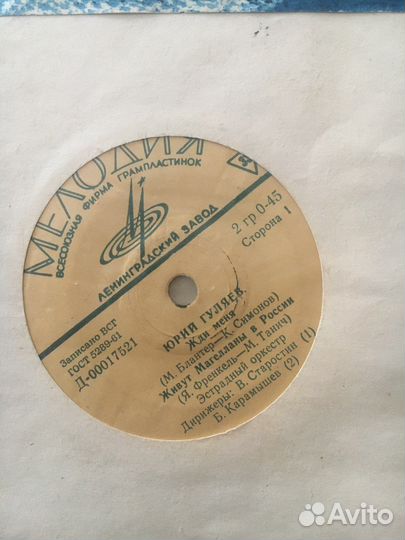 МЕЛОДИЯ
ВСЕСОЮЗНАЯ ФИРМА ГРАМПЛАСТИНОК
ЛЕНИНГРАДСКИЙ ЗАВОД
Записано ВСГ
ГОСТ 5289-61
Д-00017521
2 гр 0-45
Сторона 1
ЮРИЙ ГУЛЯЕВ
Жди меня
(М. Блантер—К. Симонов)
Живут Магелланы в России
(Я. Френкель—М. Танич)
Эстрадный оркестр
Дирижеры: В. Старостин (1)
Б. Карамышев (2)
Avito